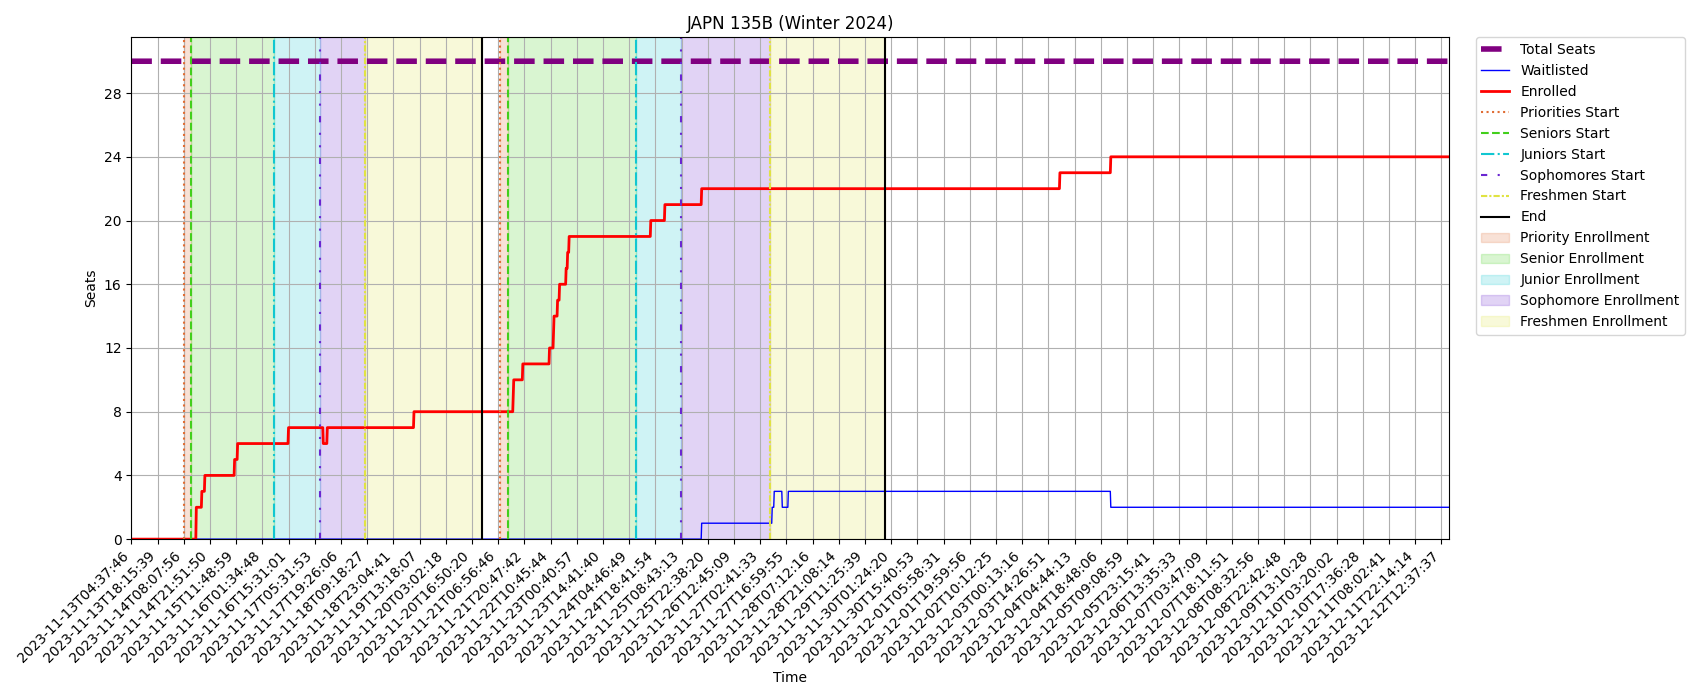 JAPN 135B (Winter 2024)
Seats
28
24
20
16
12
8
4
0
2023-11-13T04:37:46
2023-11-13T18:15:39
2023-11-14T08:07:56
2023-11-14T21:51:50
2023-11-15T11:48:59
2023-11-16T01:34:48
2023-11-16T15:31:01
2023-11-17T05:31:53
2023-11-17T19:26:06
2023-11-18T09:18:27
2023-11-18T23:04:41
2023-11-19T13:18:07
2023-11-20T03:02:18
2023-11-20T16:50:20
2023-11-21T06:56:46
2023-11-21T20:47:42
2023-11-22T10:45:44
2023-11-23T00:40:57
2023-11-23T14:41:40
2023-11-24T04:46:49
2023-11-24T18:41:54
2023-11-25T08:43:13
2023-11-25T22:38:20
2023-11-26T12:45:09
2023-11-27T02:41:33
2023-11-27T16:59:55
2023-11-28T07:12:16
2023-11-28T21:08:14
2023-11-29T11:25:39
2023-11-30T01:24:20
2023-11-30T15:40:53
2023-12-01T05:58:31
2023-12-01T19:59:56
2023-12-02T10:12:25
2023-12-03T00:13:16
2023-12-03T14:26:51
2023-12-04T04:44:13
2023-12-04T18:48:06
2023-12-05T09:08:59
2023-12-05T23:15:41
2023-12-06T13:35:33
2023-12-07T03:47:09
2023-12-07T18:11:51
2023-12-08T08:32:56
2023-12-08T22:42:48
2023-12-09T13:10:28
2023-12-10T03:20:02
2023-12-10T17:36:28
2023-12-11T08:02:41
2023-12-11T22:14:14
2023-12-12T12:37:37
Time
Total Seats
Waitlisted
Enrolled
Priorities Start
Seniors Start
Juniors Start
Sophomores Start
Freshmen Start
End
Priority Enrollment
Senior Enrollment
Junior Enrollment
Sophomore Enrollment
Freshmen Enrollment